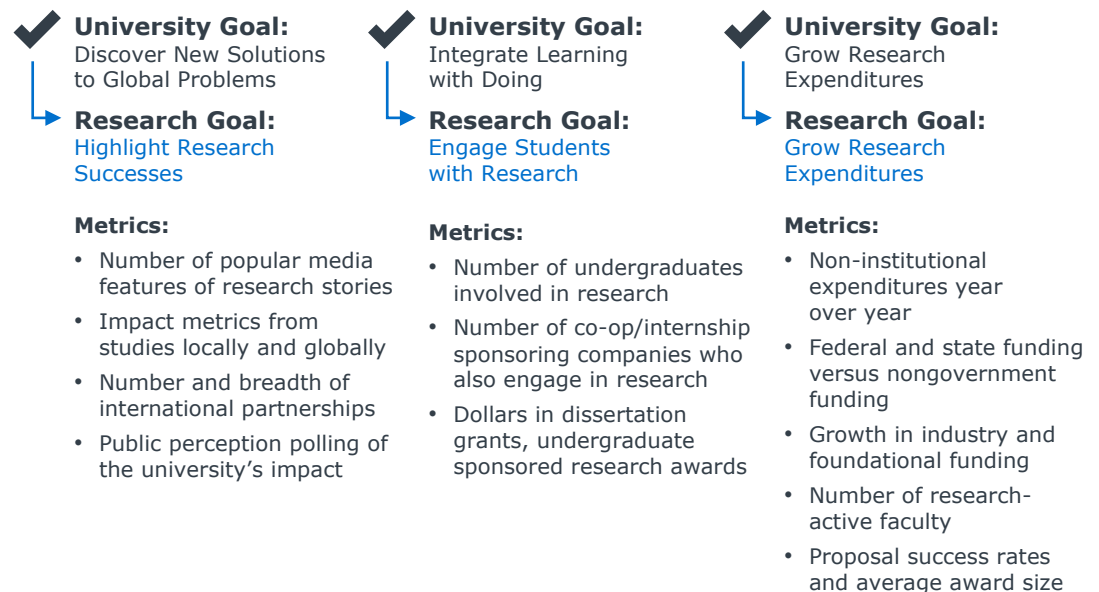 University Goal:
Discover New Solutions
to Global Problems
Research Goal:
Highlight Research
Successes
Metrics:
• Number of popular media
features of research stories
• Impact metrics from
studies locally and globally
• Number and breadth of
international partnerships
• Public perception polling of
the university's impact
University Goal:
Integrate Learning
with Doing
Research Goal:
Engage Students
with Research
Metrics:
• Number of undergraduates
involved in research
• Number of co-op/internship
sponsoring companies who
also engage in research
• Dollars in dissertation
grants, undergraduate
sponsored research awards
University Goal:
Grow Research
Expenditures
Research Goal:
Grow Research
Expenditures
Metrics:
• Non-institutional
expenditures year
over year
• Federal and state funding
versus nongovernment
funding
• Growth in industry and
foundational funding
• Number of research-
active faculty
• Proposal success rates
and average award size